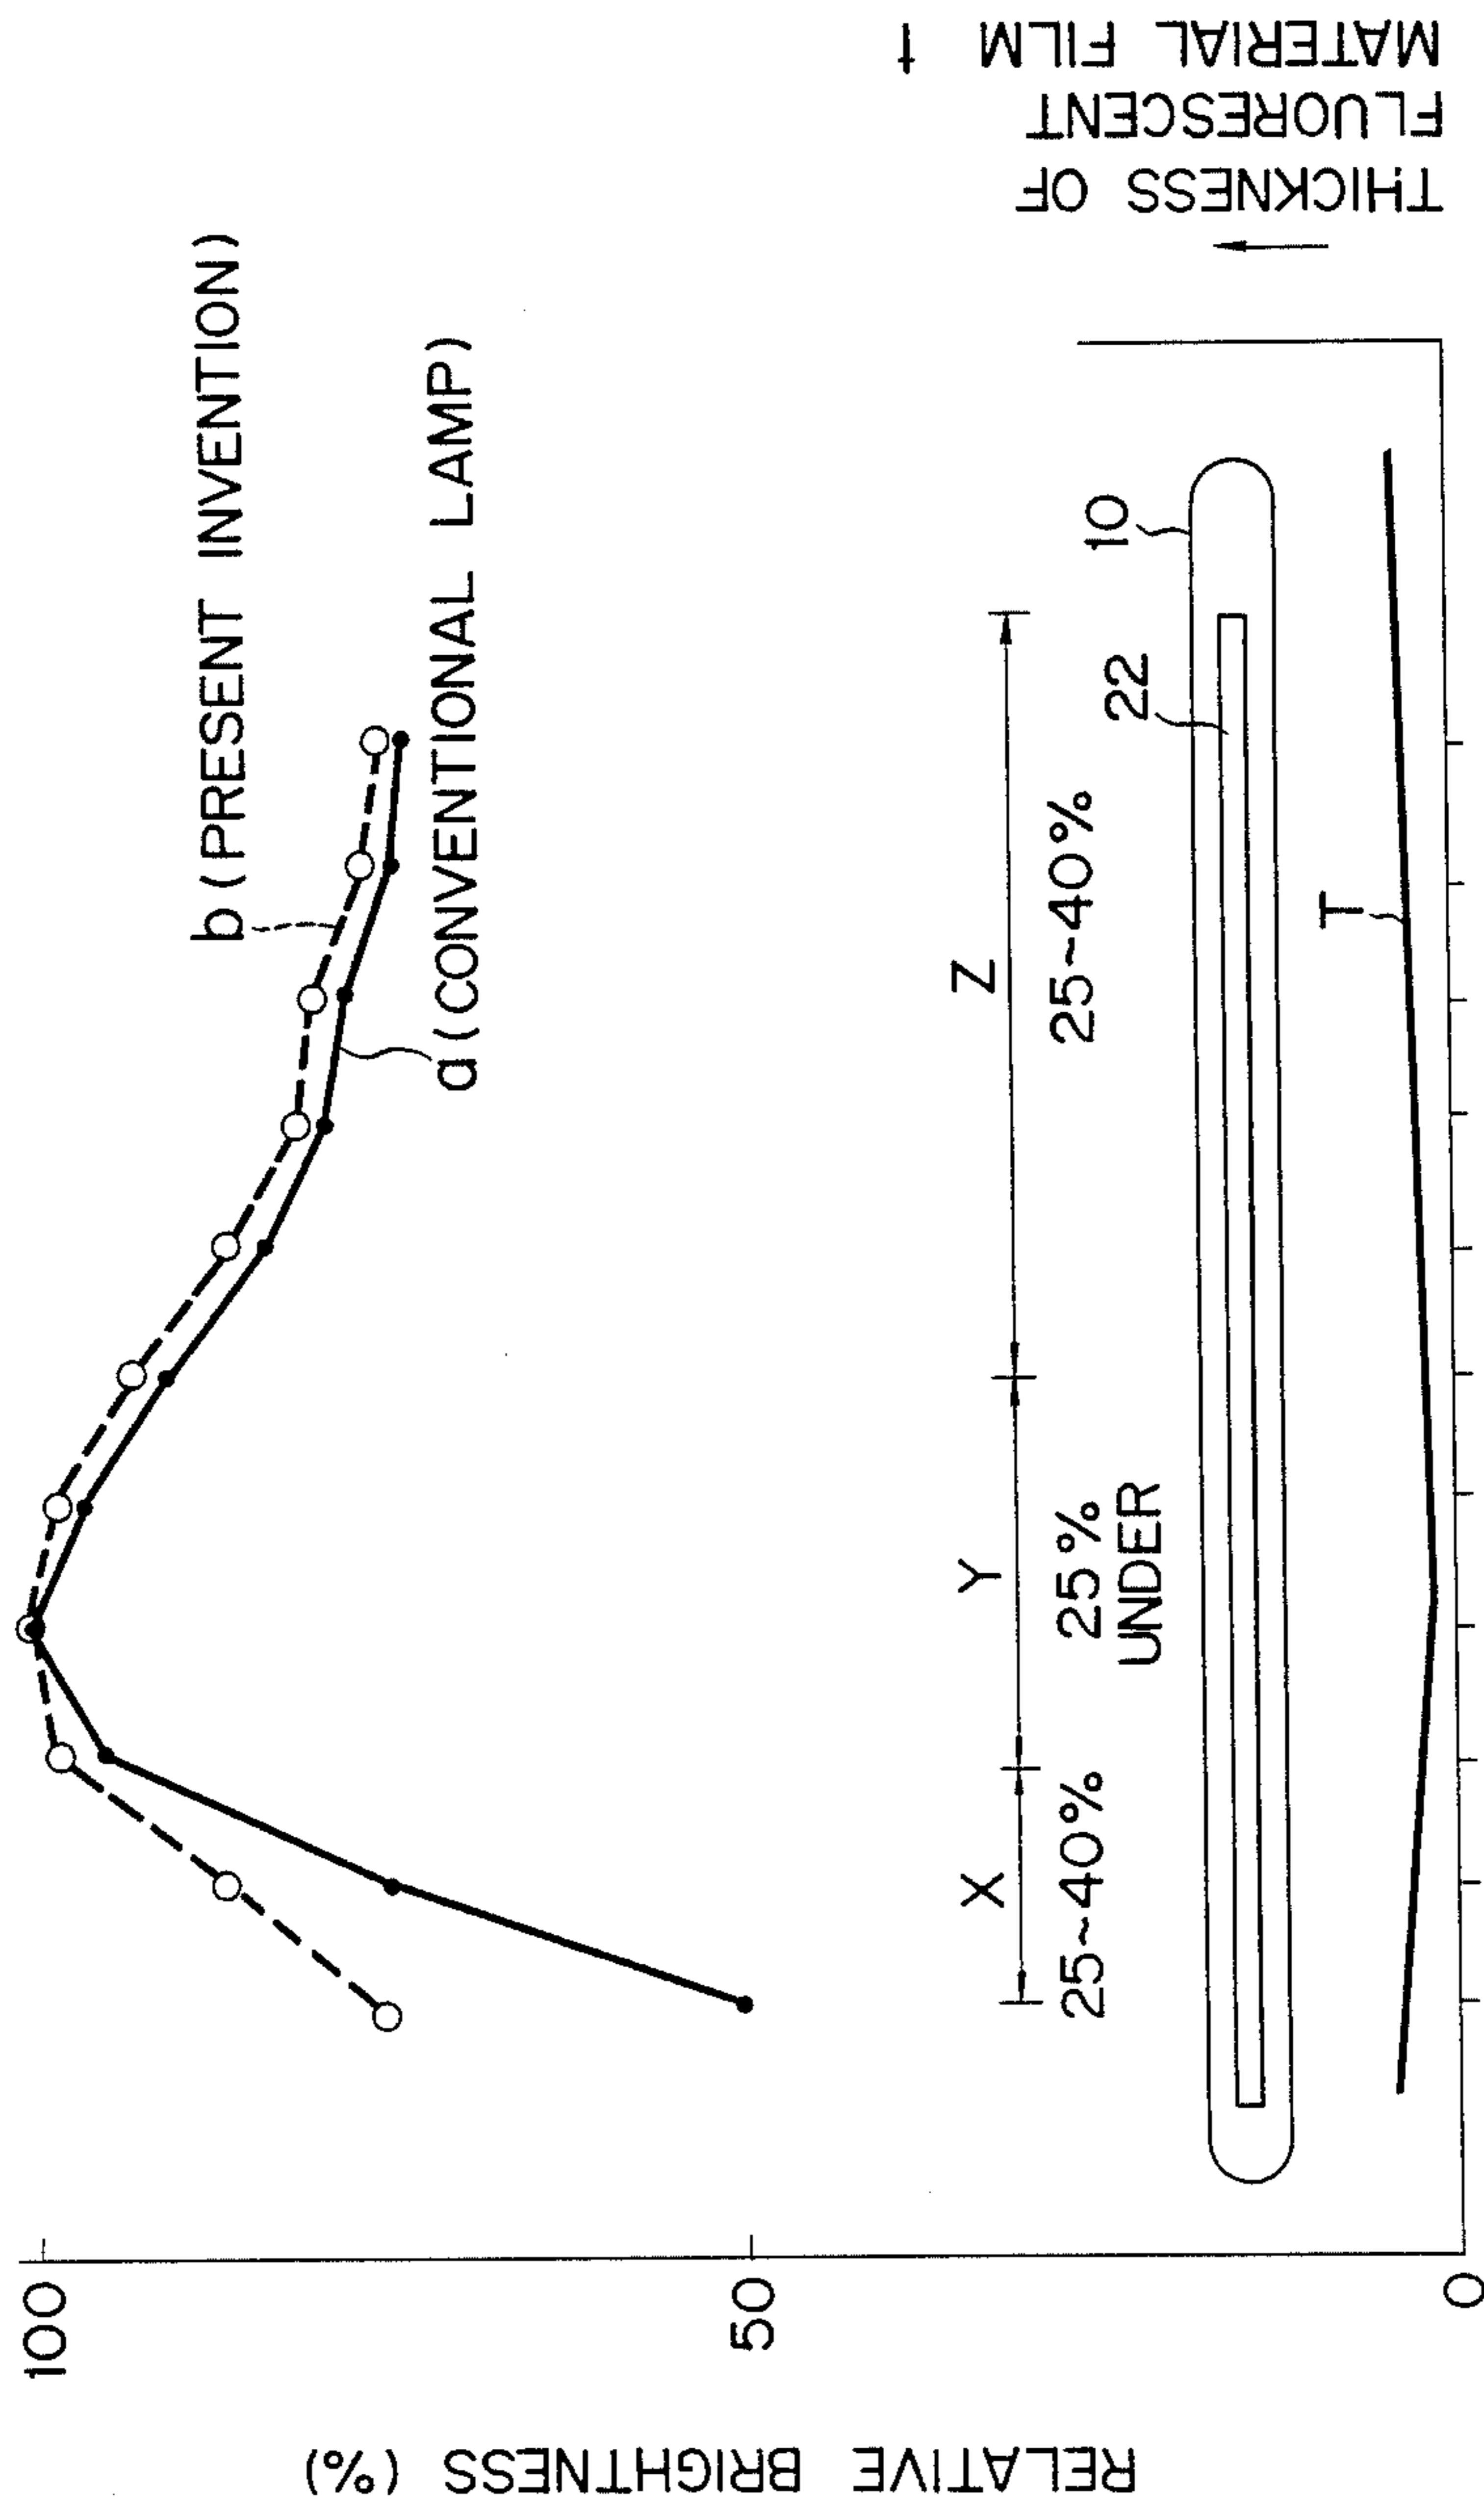 RELATIVE BRIGHTNESS (%)
100
50
0
b (PRESENT INVENTION)
a (CONVENTIONAL LAMP)
X
Y
Z
25~40%
25%
UNDER
25~40%
22
10
T
THICKNESS OF
FLUORESCENT
MATERIAL FILM t